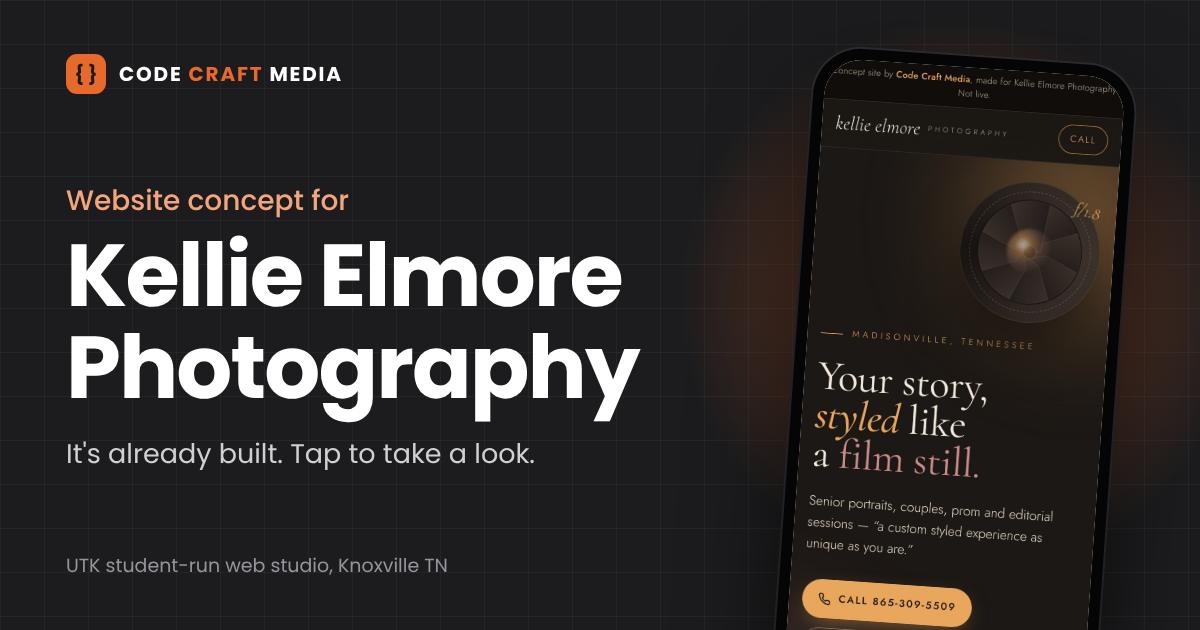 { } CODE CRAFT MEDIA
Website concept for
Kellie Elmore
Photography
It's already built. Tap to take a look.
UTK student-run web studio, Knoxville TN
concept site by Code Craft Media, made for Kellie Elmore Photography
Not live.
kellie elmore PHOTOGRAPHY
CALL
f/1.8
MADISONVILLE, TENNESSEE
Your story,
styled like
a film still.
Senior portraits, couples, prom and editorial
sessions — “a custom styled experience as
unique as you are.”
CALL 865-309-5509